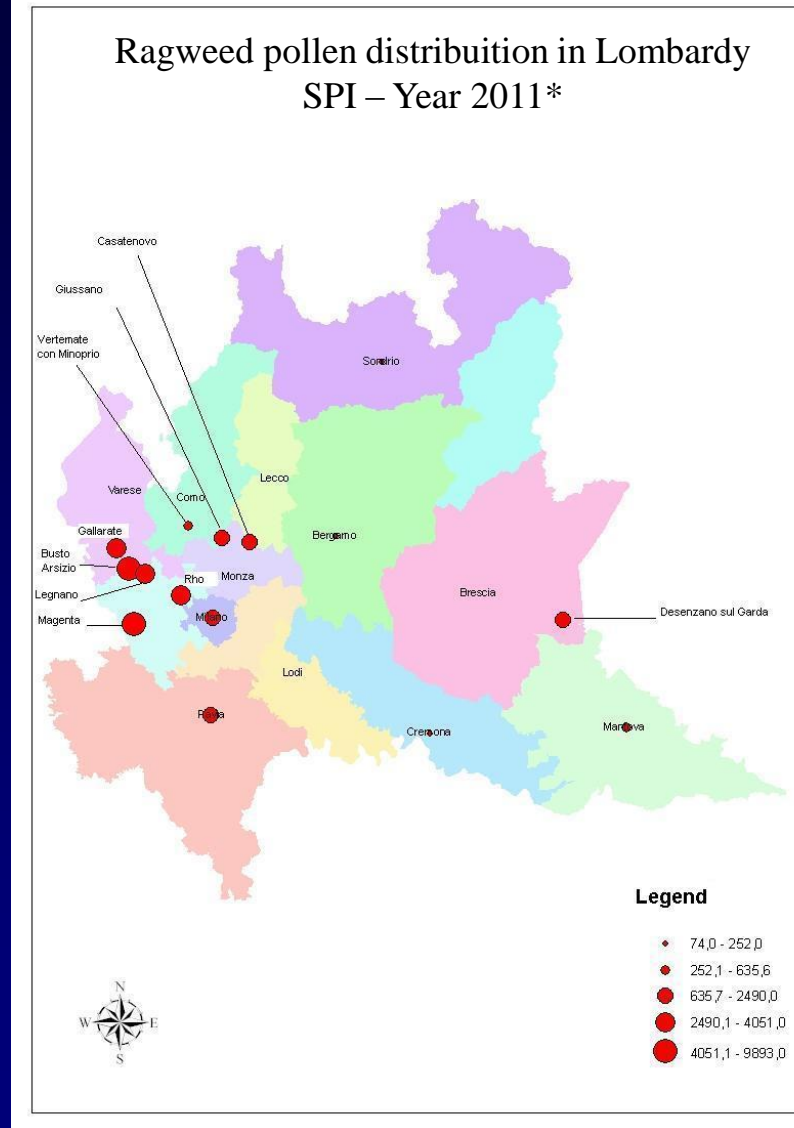 Ragweed pollen distribuition in Lombardy
SPI – Year 2011*
Casatenovo
Giussano
Vertemate
con Minoprio
Sondrio
Varese
Como
Lecco
Gallarate
Bergamo
Busto
Arsizio
Rho
Monza
Brescia
Legnano
Magenta
Milano
Desenzano sul Garda
Lodi
Pavia
Cremona
Mantova
Legend
74,0 - 252,0
252,1 - 635,6
635,7 - 2490,0
2490,1 - 4051,0
4051,1 - 9893,0
N
W E
S